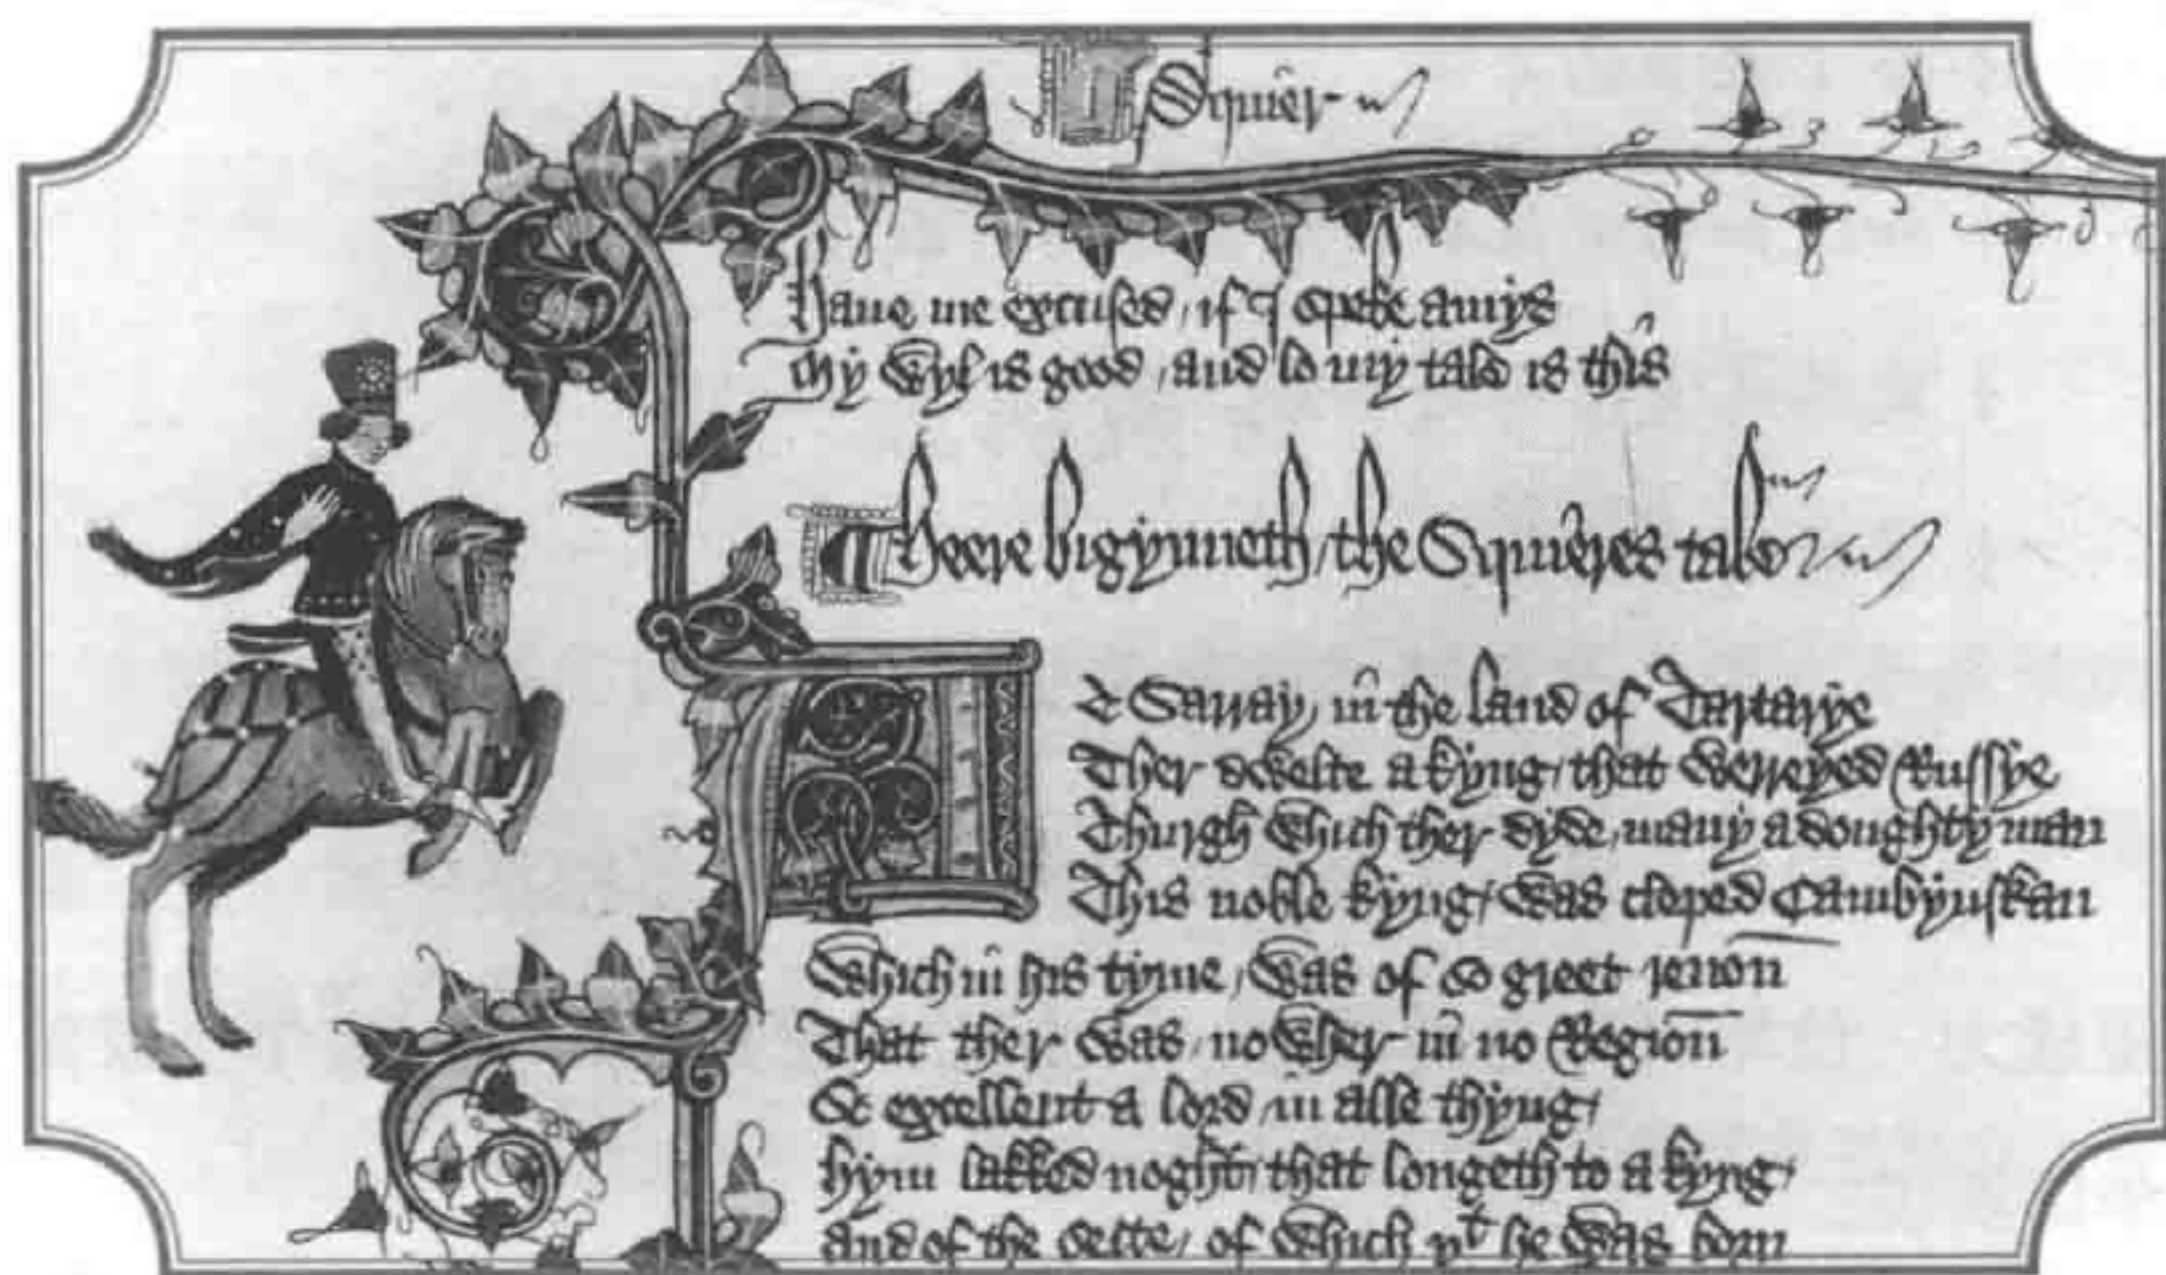 Squier
Haue me excused / if I speke amys
My wyl is good / and lo my tale is this
Heere bigynneth / the Squieres tale
At Sarray / in the land of Tartarye
Ther dwelte a kyng / that werreyed Russye
Thurgh which ther dyde / many a doughty man
This noble kyng / was cleped Cambynskan
Which in his tyme / was of so greet renon
That ther was / nowher in no Region
So excellent a lord / in alle thyng /
Hym lakked noght / that longeth to a kyng /
And of the secte / of which þt he was born